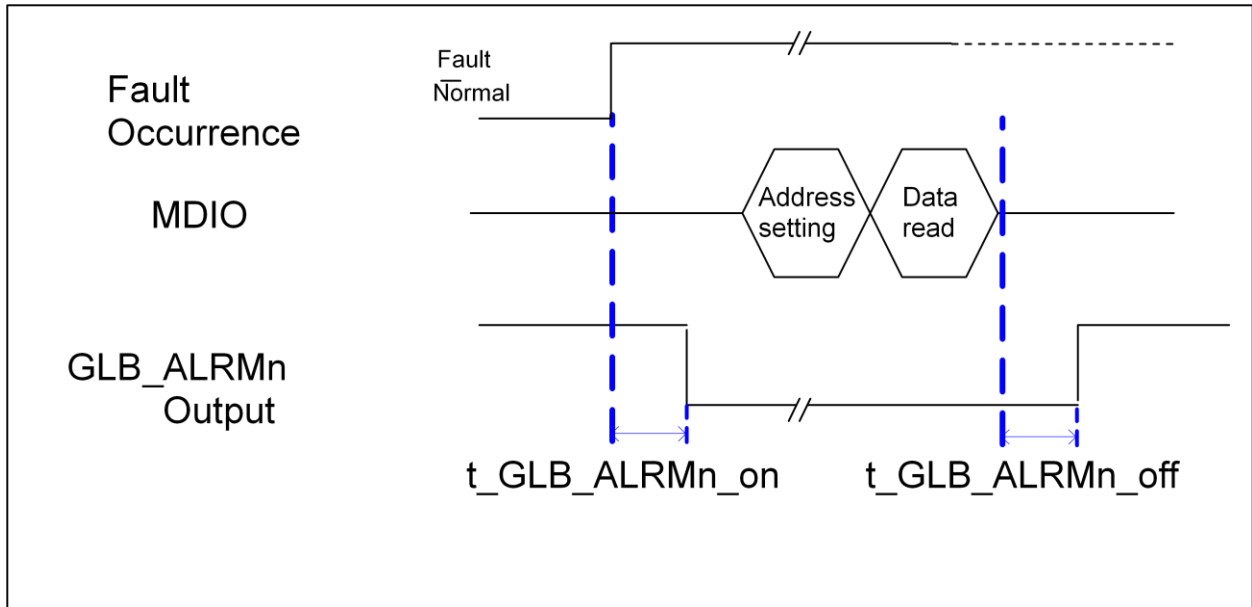 Fault
Normal
Fault
Occurrence
MDIO
Address
setting
Data
read
GLB_ALRMn
Output
t_GLB_ALRMn_on
t_GLB_ALRMn_off